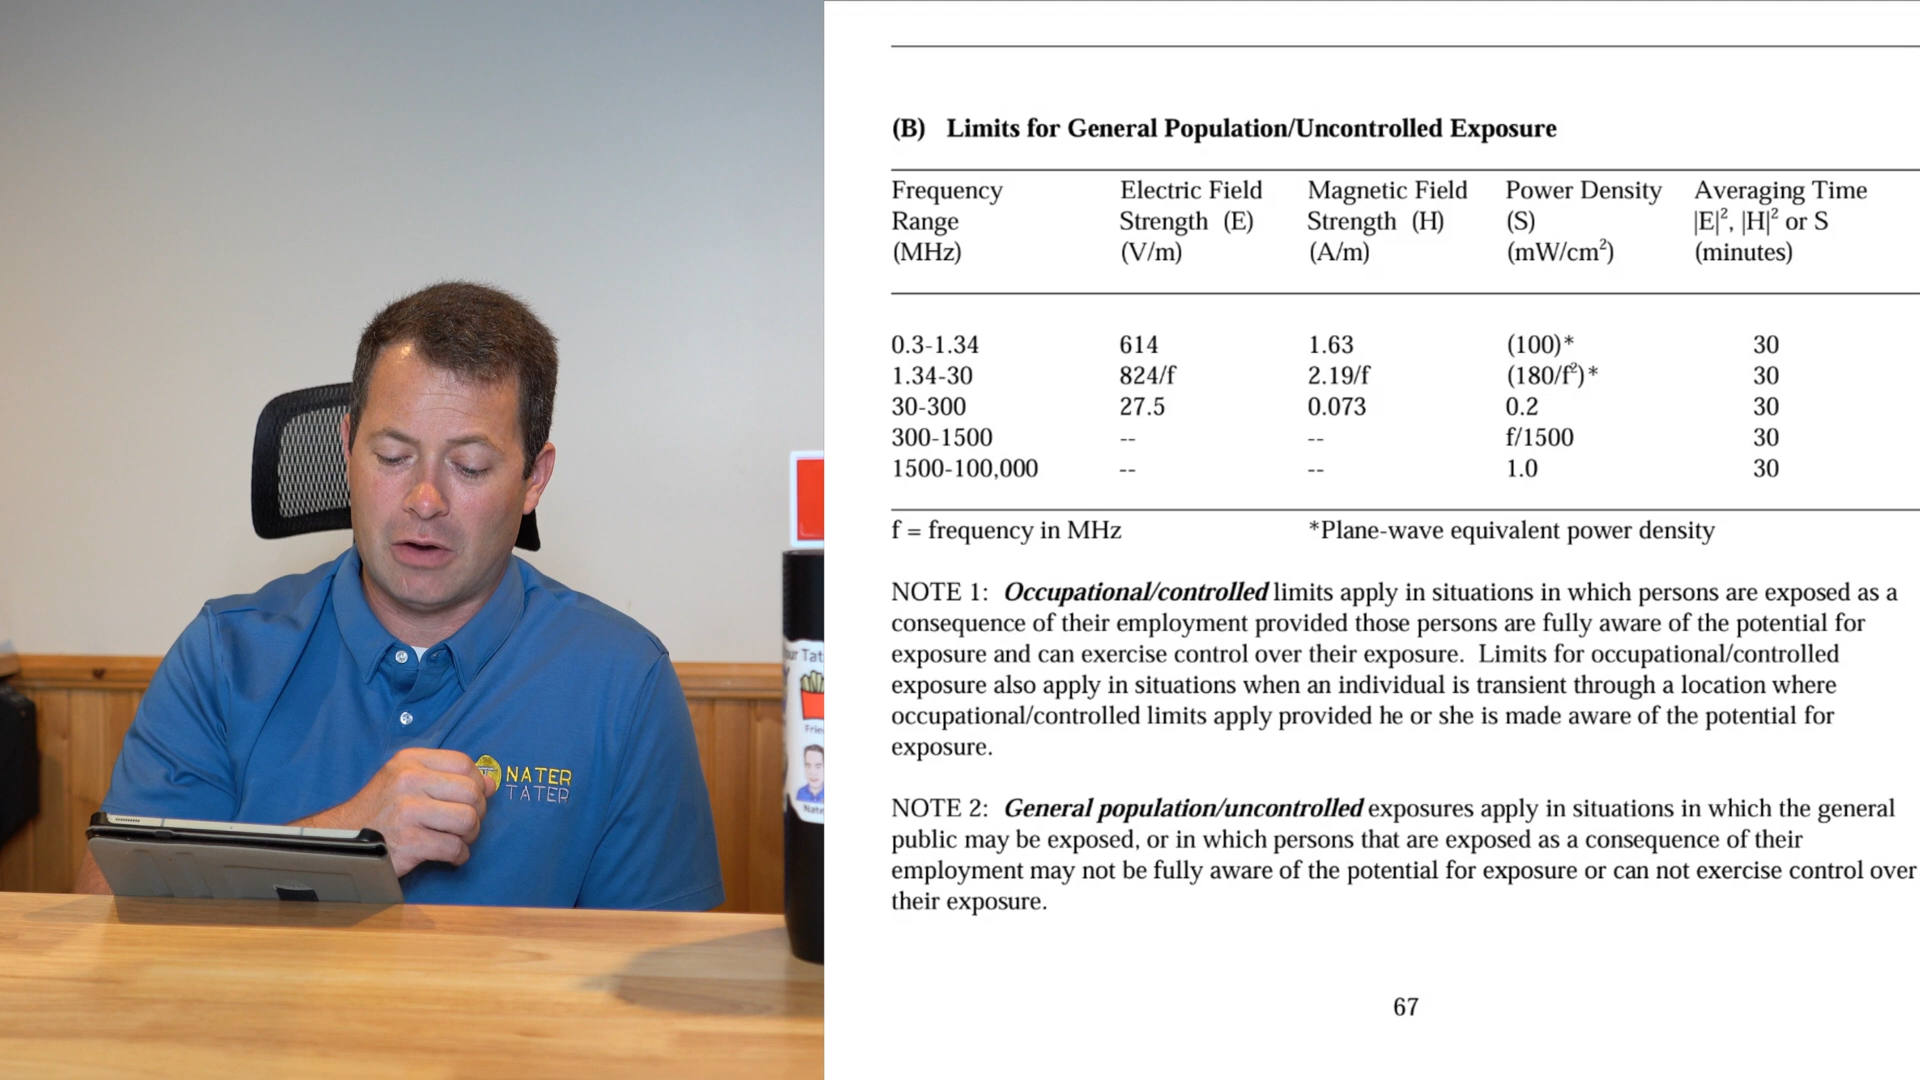 NATER
TATER
our Tat
Frie
Nate
(B) Limits for General Population/Uncontrolled Exposure
Frequency Electric Field Magnetic Field Power Density Averaging Time
Range Strength (E) Strength (H) (S) |E|², |H|² or S
(MHz) (V/m) (A/m) (mW/cm²) (minutes)
0.3-1.34 614 1.63 (100)* 30
1.34-30 824/f 2.19/f (180/f²)* 30
30-300 27.5 0.073 0.2 30
300-1500 -- -- f/1500 30
1500-100,000 -- -- 1.0 30
f = frequency in MHz *Plane-wave equivalent power density
NOTE 1: Occupational/controlled limits apply in situations in which persons are exposed as a
consequence of their employment provided those persons are fully aware of the potential for
exposure and can exercise control over their exposure. Limits for occupational/controlled
exposure also apply in situations when an individual is transient through a location where
occupational/controlled limits apply provided he or she is made aware of the potential for
exposure.
NOTE 2: General population/uncontrolled exposures apply in situations in which the general
public may be exposed, or in which persons that are exposed as a consequence of their
employment may not be fully aware of the potential for exposure or can not exercise control over
their exposure.
67